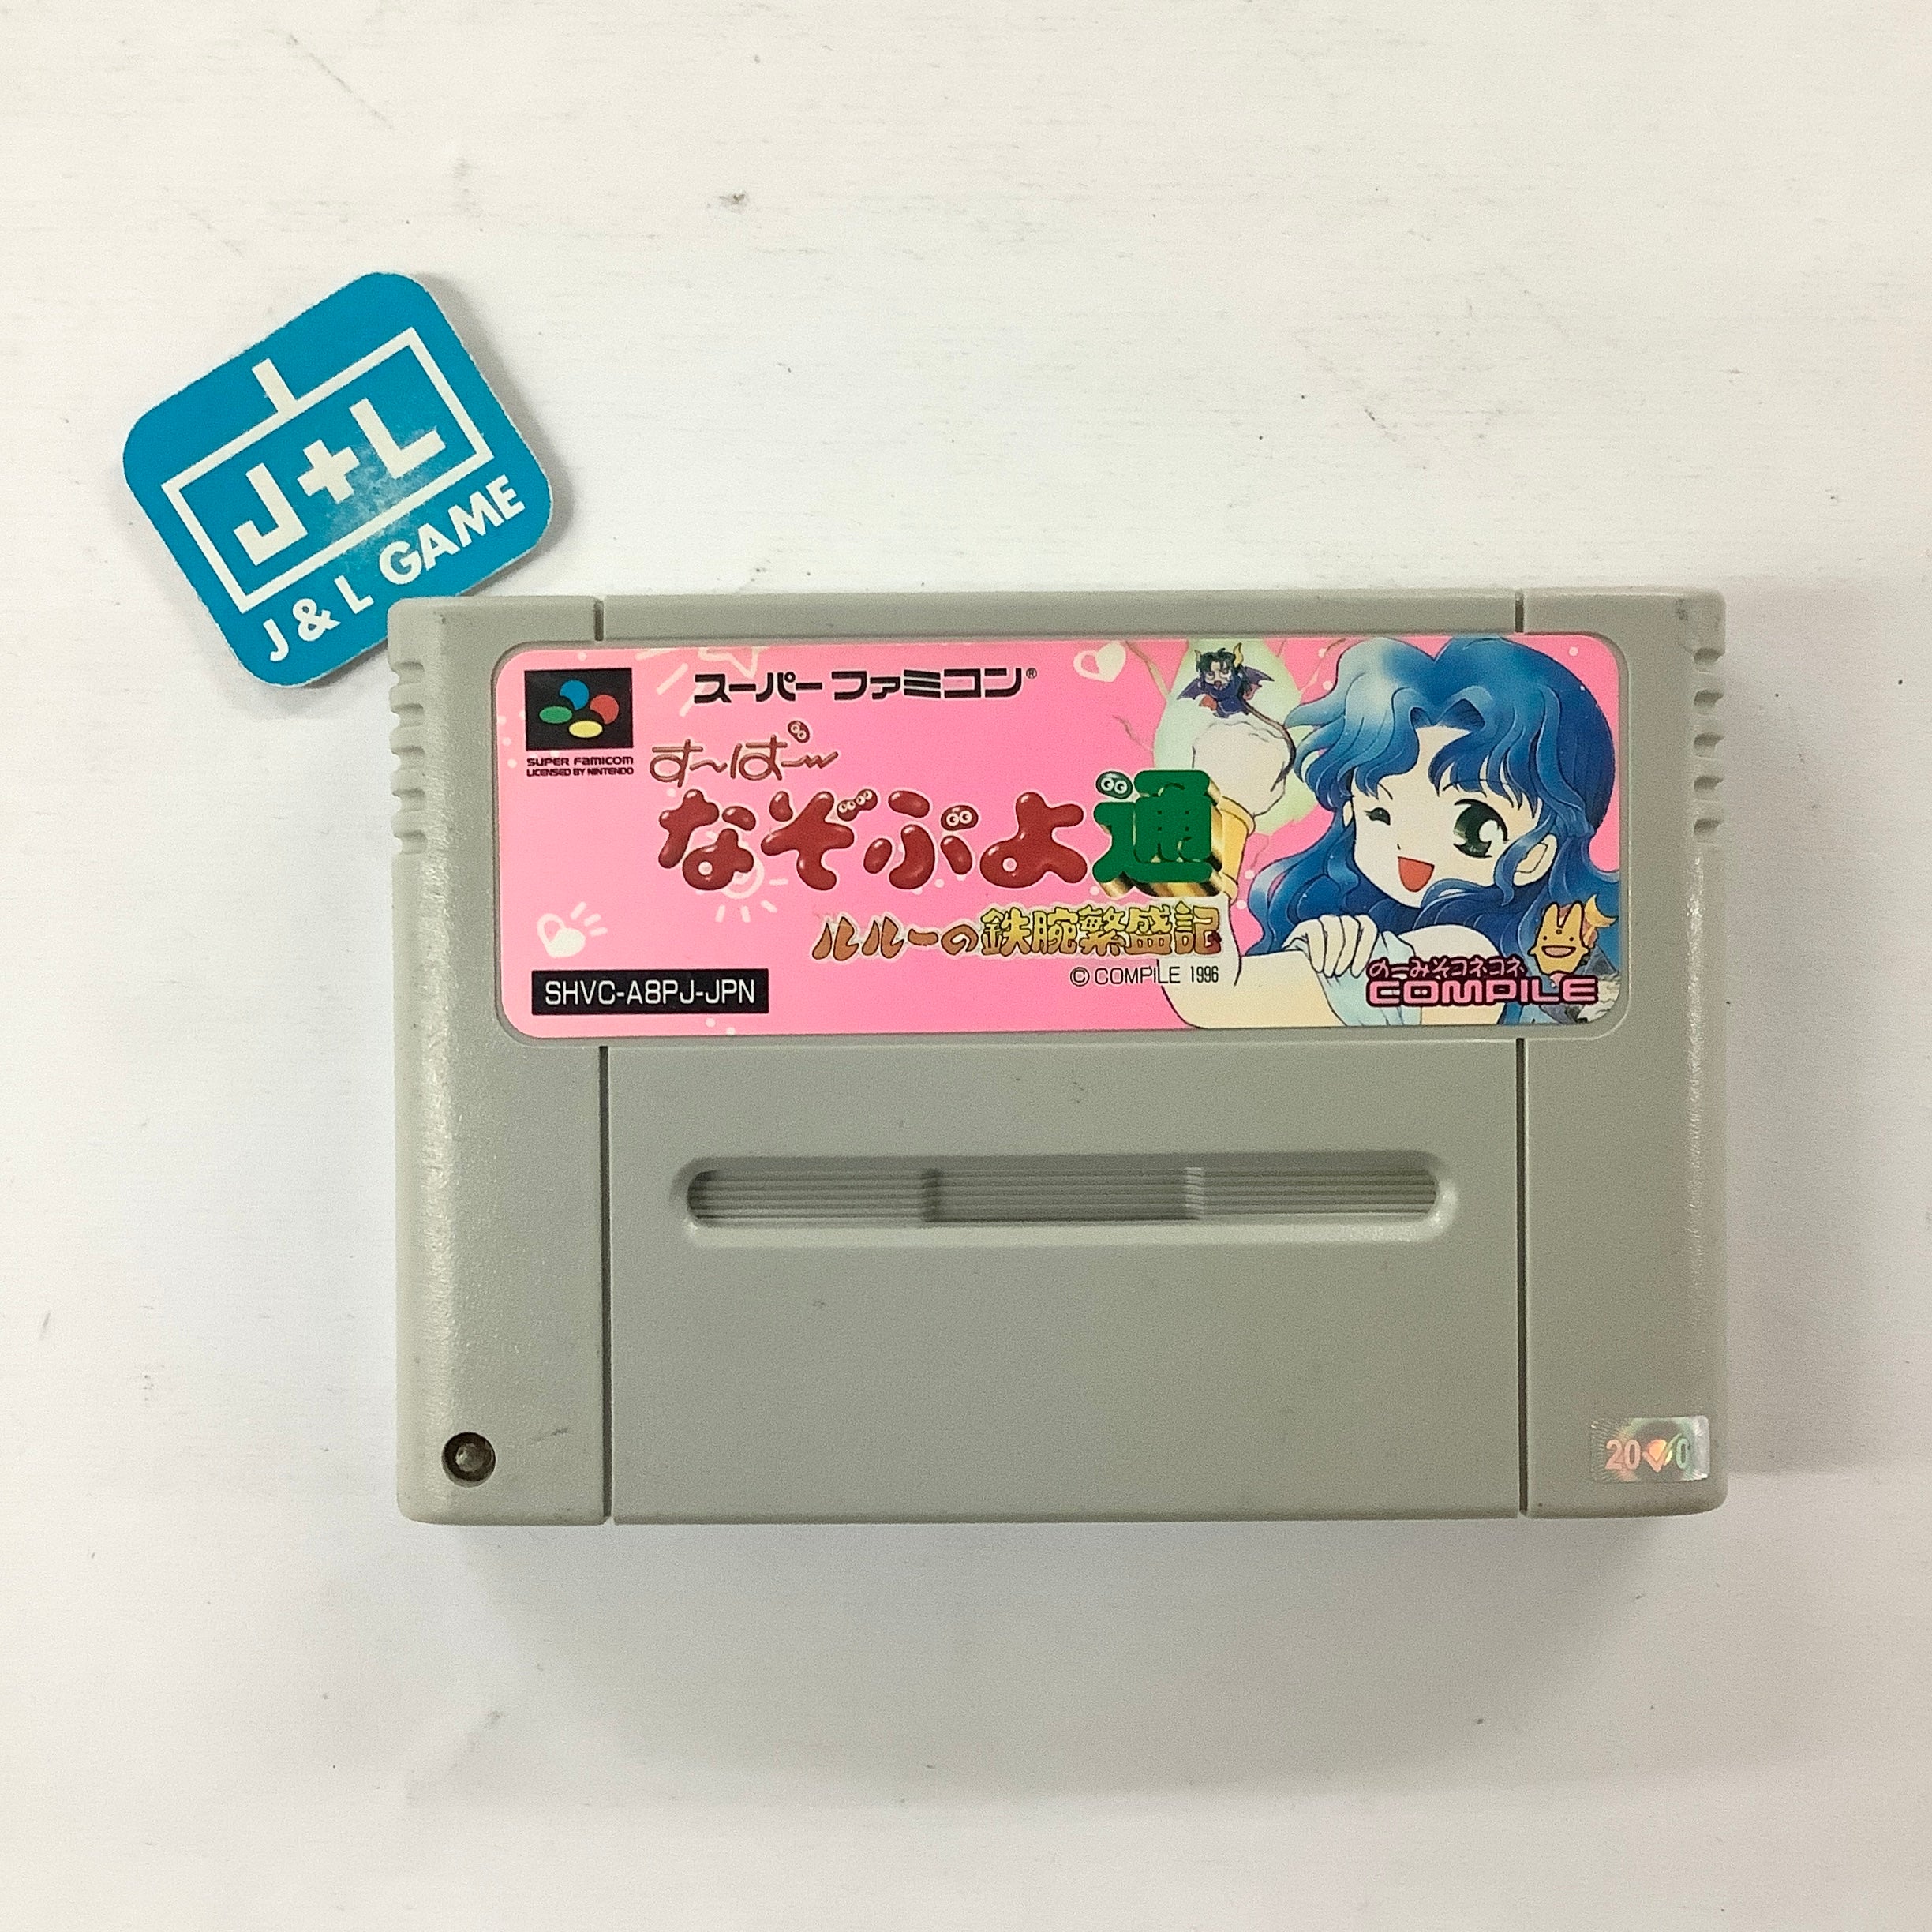 J+L
J & L GAME
スーパーファミコン®
SUPER FAMICOM
LICENSED BY NINTENDO
す〜ぱ〜
なぞぷよ通
ルルーの鉄腕繁盛記
© COMPILE 1996
SHVC-A8PJ-JPN
の〜みそコネコネ
COMPILE